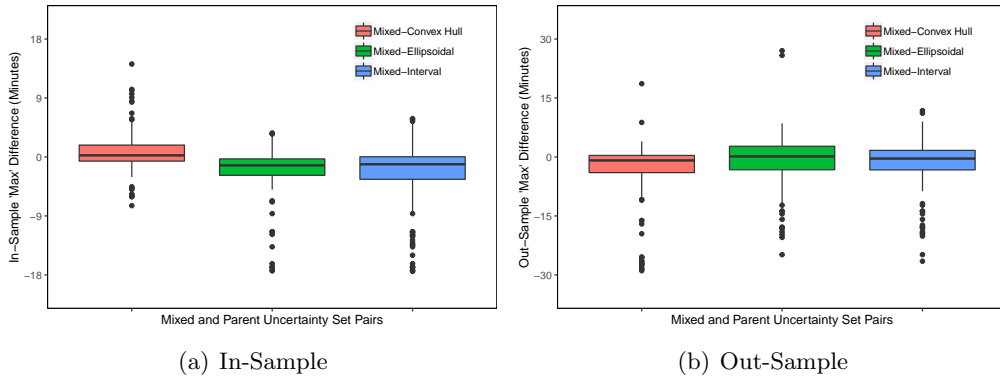 In−Sample 'Max' Difference (Minutes)
18
9
0
−9
−18
Mixed−Convex Hull
Mixed−Ellipsoidal
Mixed−Interval
Mixed and Parent Uncertainty Set Pairs
(a) In-Sample
Out−Sample 'Max' Difference (Minutes)
30
15
0
−15
−30
Mixed−Convex Hull
Mixed−Ellipsoidal
Mixed−Interval
Mixed and Parent Uncertainty Set Pairs
(b) Out-Sample